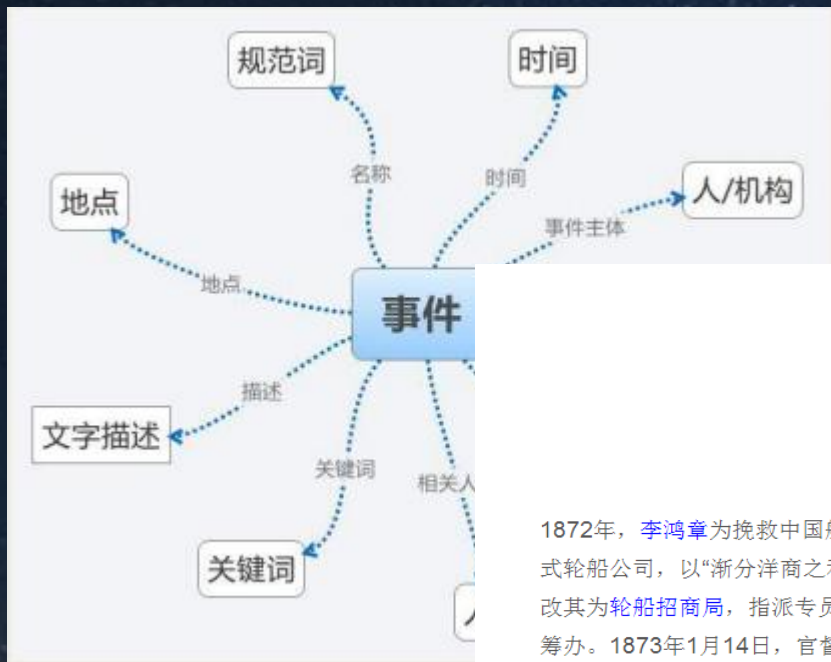 规范词
时间
名称
时间
人/机构
地点
事件主体
地点
事件
描述
文字描述
关键词
相关人
关键词
1872年，李鸿章为挽救中国
式轮船公司，以“渐分洋商之
改其为轮船招商局，指派专
筹办。1873年1月14日，官